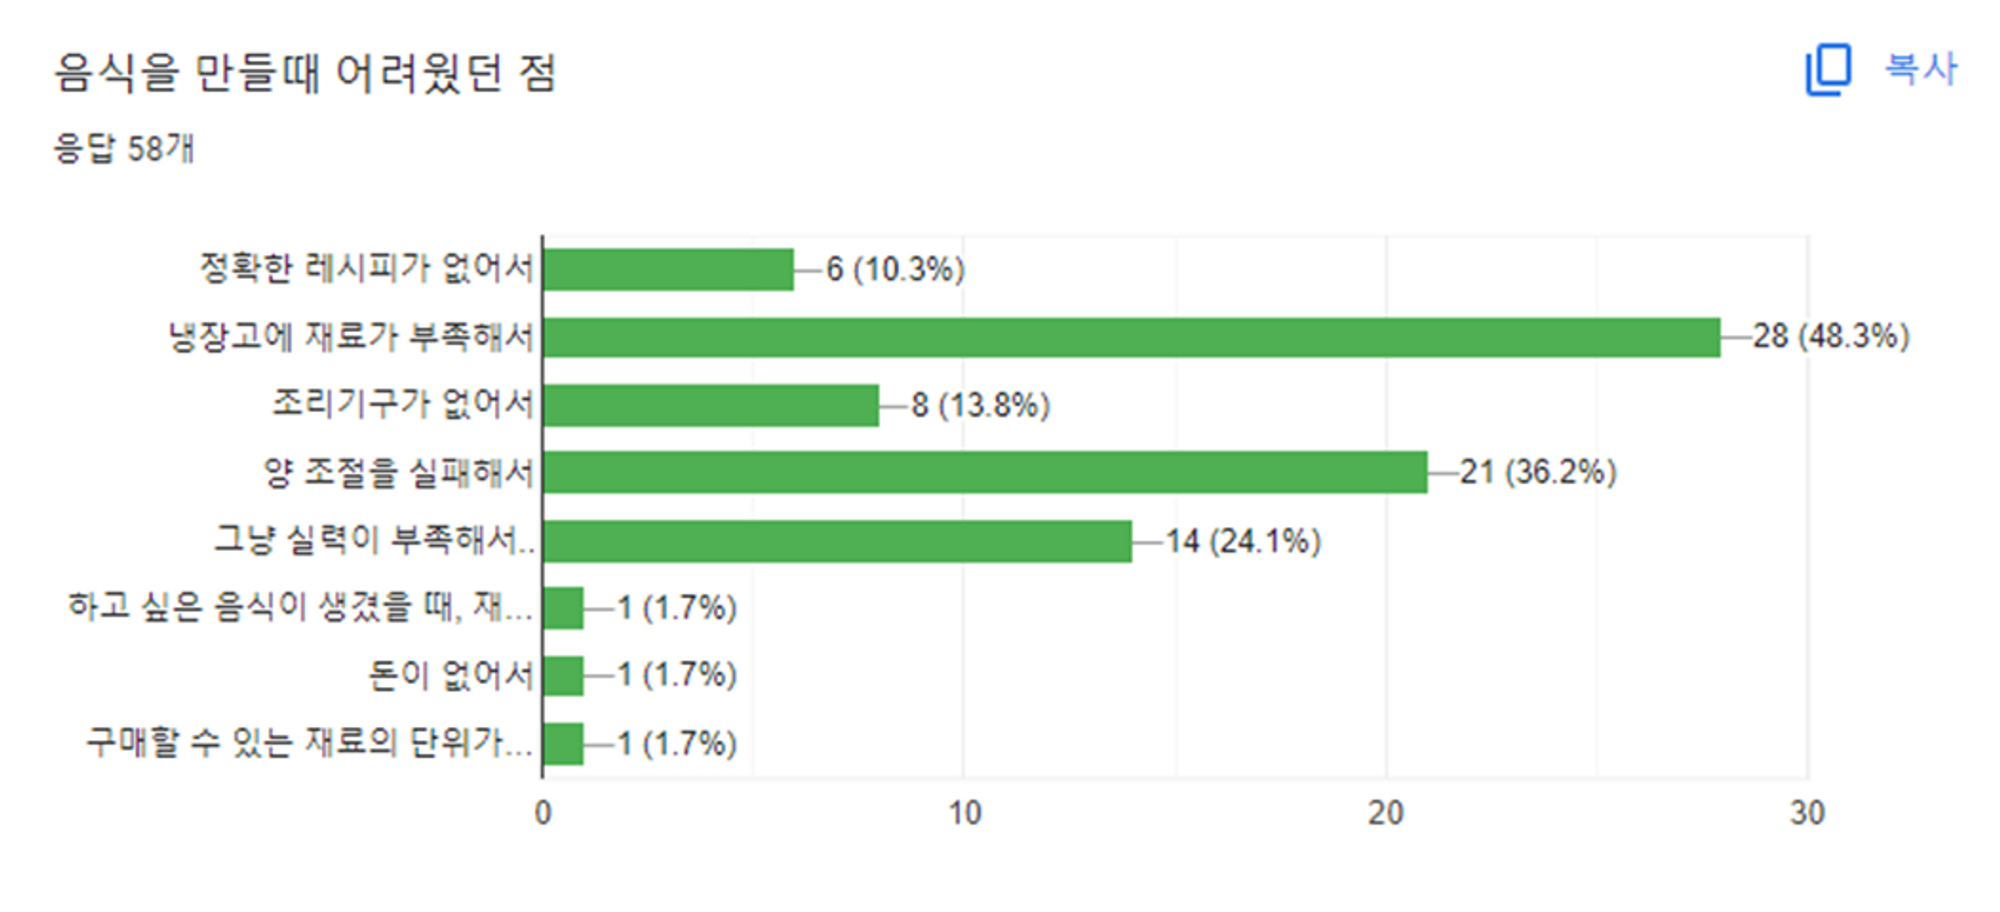 음식을 만들때 어려웠던 점
복사
응답 58개
정확한 레시피가 없어서 6 (10.3%)
냉장고에 재료가 부족해서 28 (48.3%)
조리기구가 없어서 8 (13.8%)
양 조절을 실패해서 21 (36.2%)
그냥 실력이 부족해서.. 14 (24.1%)
하고 싶은 음식이 생겼을 때, 재... 1 (1.7%)
돈이 없어서 1 (1.7%)
구매할 수 있는 재료의 단위가... 1 (1.7%)
0 10 20 30